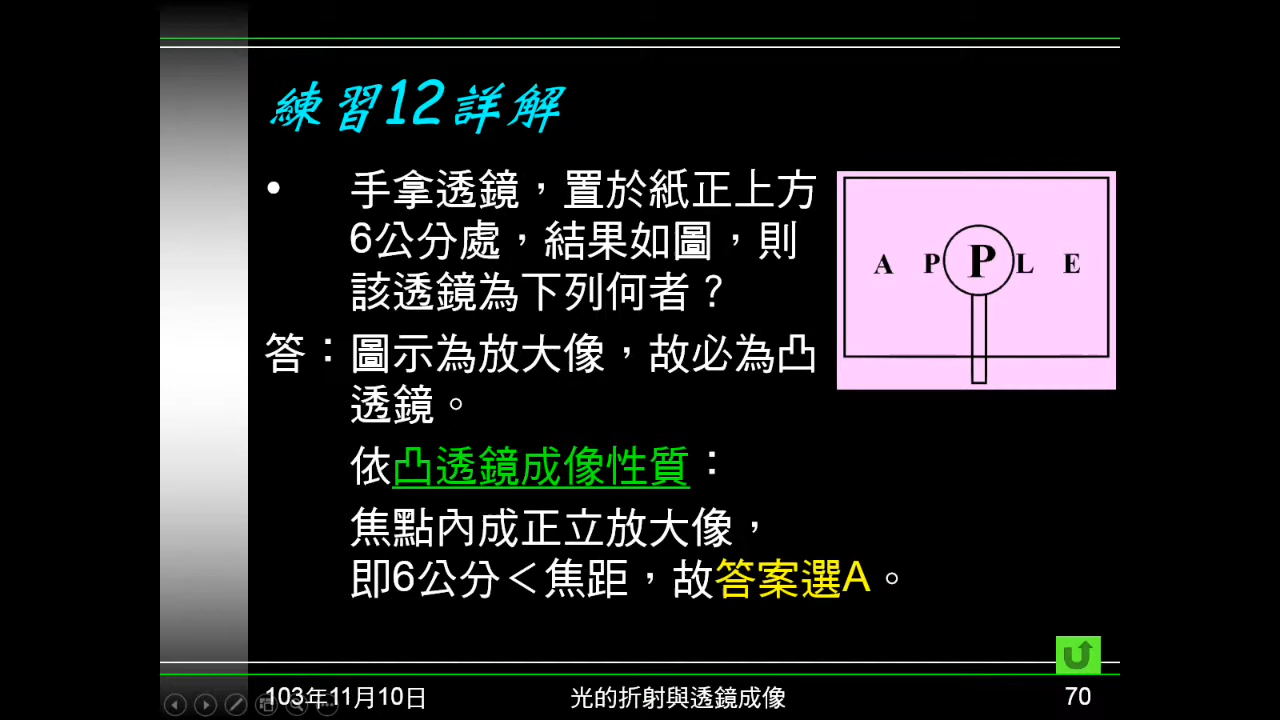 練習12詳解
• 手拿透鏡，置於紙正上方
6公分處，結果如圖，則
該透鏡為下列何者？
A P P L E
答：圖示為放大像，故必為凸
透鏡。
依凸透鏡成像性質：
焦點內成正立放大像，
即6公分＜焦距，故答案選A。
103年11月10日
光的折射與透鏡成像
70